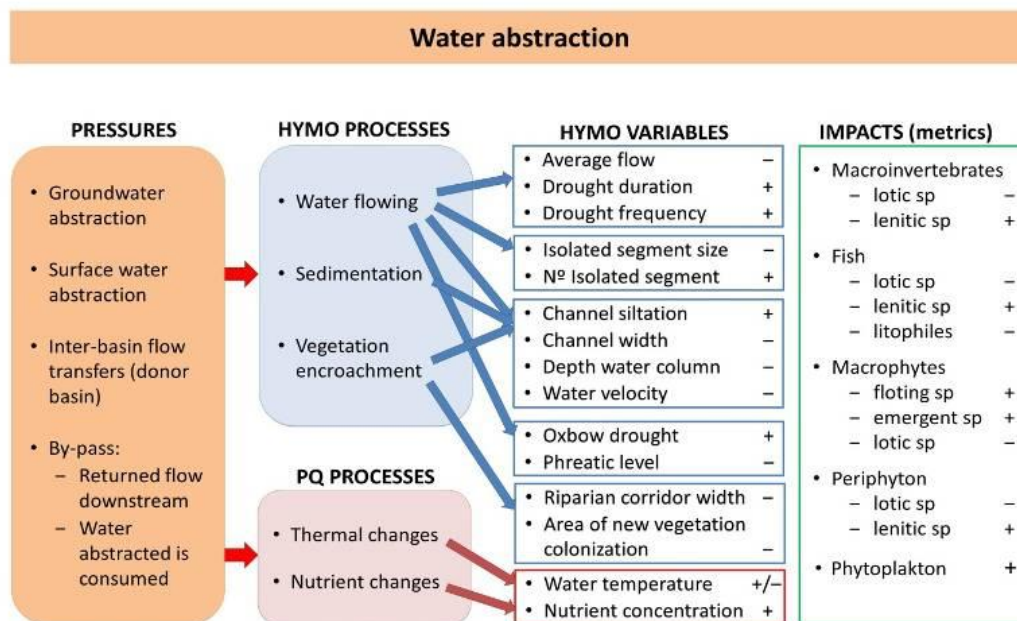 Water abstraction
PRESSURES
• Groundwater
abstraction
• Surface water
abstraction
• Inter-basin flow
transfers (donor
basin)
• By-pass:
– Returned flow
downstream
– Water
abstracted is
consumed
HYMO PROCESSES
• Water flowing
• Sedimentation
• Vegetation
encroachment
PQ PROCESSES
• Thermal changes
• Nutrient changes
HYMO VARIABLES
• Average flow –
• Drought duration +
• Drought frequency +
• Isolated segment size –
• Nº Isolated segment +
• Channel siltation +
• Channel width –
• Depth water column –
• Water velocity –
• Oxbow drought +
• Phreatic level –
• Riparian corridor width –
• Area of new vegetation
colonization –
• Water temperature +/–
• Nutrient concentration +
IMPACTS (metrics)
• Macroinvertebrates
– lotic sp –
– lenitic sp +
• Fish
– lotic sp –
– lenitic sp +
– litophiles –
• Macrophytes
– floting sp +
– emergent sp +
– lotic sp –
• Periphyton
– lotic sp –
– lenitic sp +
• Phytoplakton +